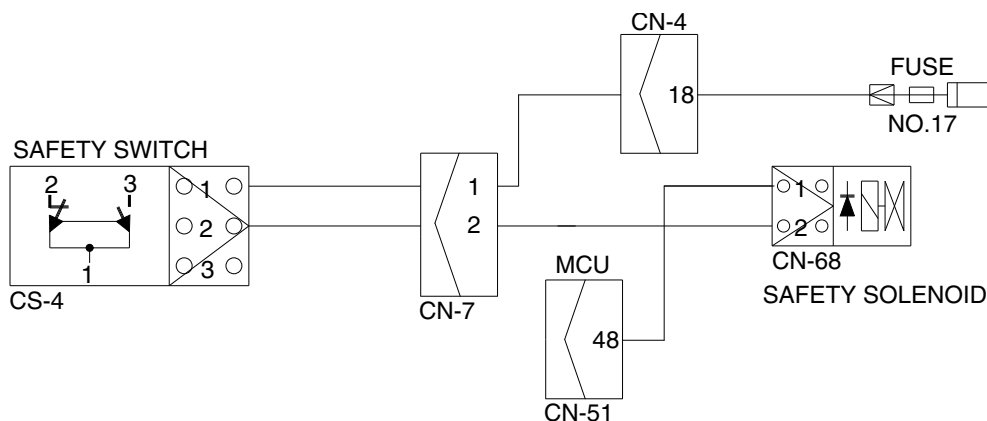 CN-4
FUSE
18
NO.17
SAFETY SWITCH
2 3
1
1
2
3
CS-4
1
2
CN-7
1
2
CN-68
SAFETY SOLENOID
MCU
48
CN-51